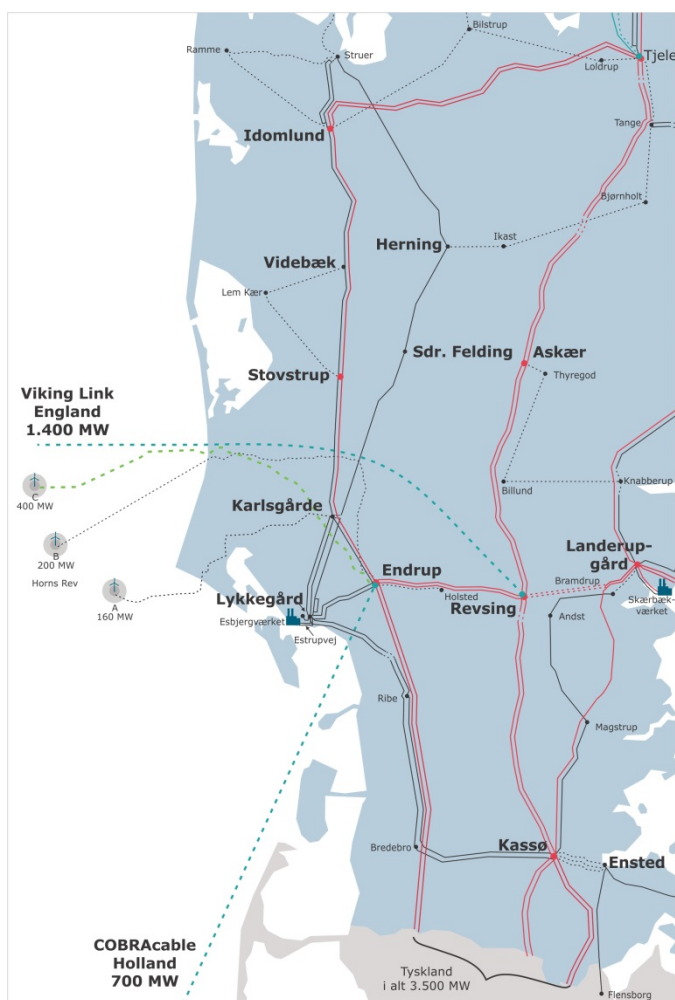 Bilstrup
Ramme
Struer
Tjele
Loldrup
Tange
Idomlund
Bjørnholt
Ikast
Herning
Videbæk
Lem Kær
Sdr. Felding
Askær
Stovstrup
Thyregod
Viking Link
England
1.400 MW
C
400 MW
Billund
Knabberup
Karlsgårde
B
200 MW
Horns Rev
Landerup-
gård
Endrup
Bramdrup
A
160 MW
Holsted
Revsing
Skærbæk-
værket
Lykkegård
Esbjergværket
Estrupvej
Andst
Ribe
Magstrup
Bredebro
Kassø
Ensted
COBRAcable
Holland
700 MW
Tyskland
i alt 3.500 MW
Flensborg